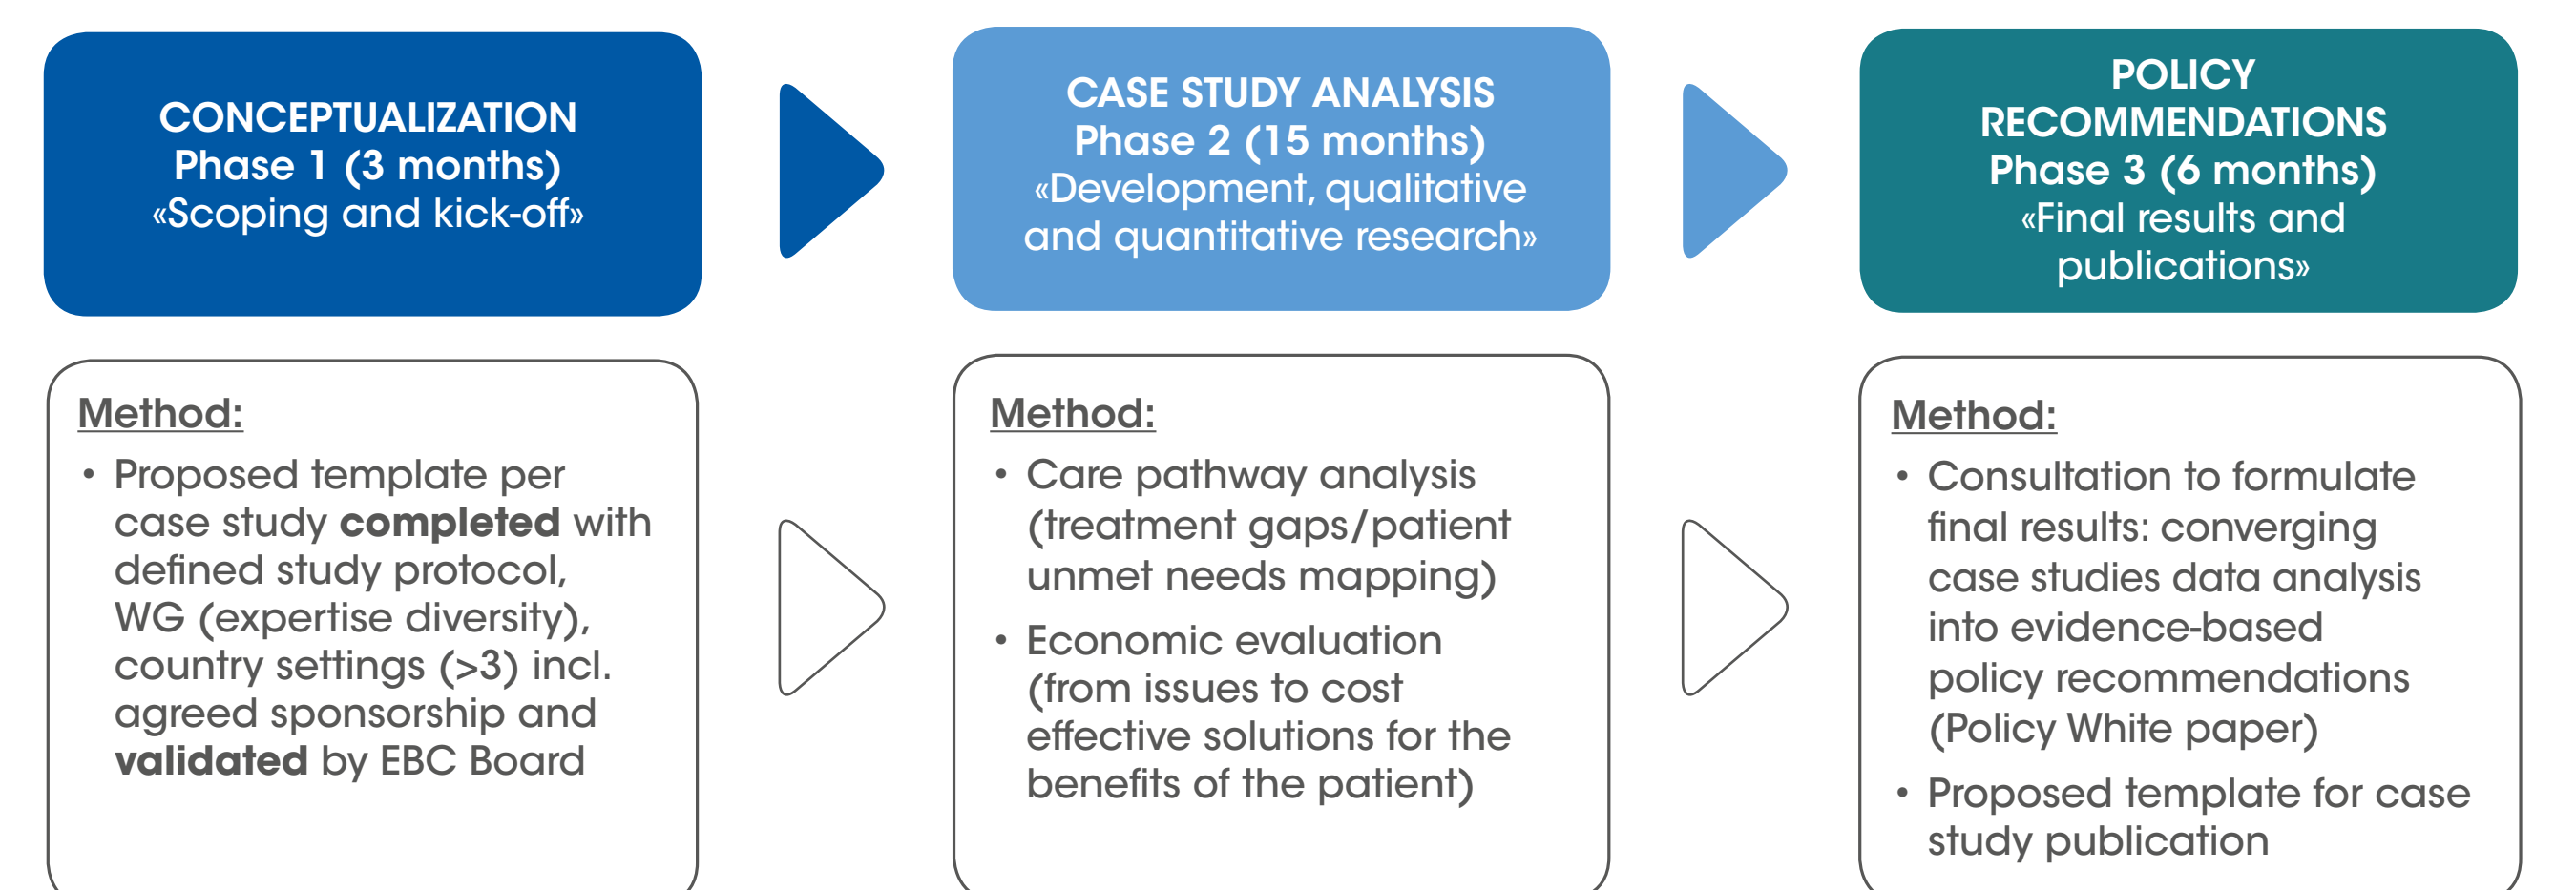 CONCEPTUALIZATION
Phase 1 (3 months)
«Scoping and kick-off»
CASE STUDY ANALYSIS
Phase 2 (15 months)
«Development, qualitative
and quantitative research»
POLICY
RECOMMENDATIONS
Phase 3 (6 months)
«Final results and
publications»
Method:
• Proposed template per
case study completed with
defined study protocol,
WG (expertise diversity),
country settings (>3) incl.
agreed sponsorship and
validated by EBC Board
Method:
• Care pathway analysis
(treatment gaps/patient
unmet needs mapping)
• Economic evaluation
(from issues to cost
effective solutions for the
benefits of the patient)
Method:
• Consultation to formulate
final results: converging
case studies data analysis
into evidence-based
policy recommendations
(Policy White paper)
• Proposed template for case
study publication